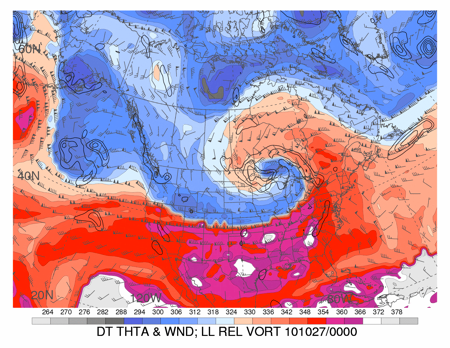 60N
40N
20N
120W
80W
264 270 276 282 288 294 300 306 312 318 324 330 336 342 348 354 360 366 372 378
DT THTA & WND; LL REL VORT 101027/0000